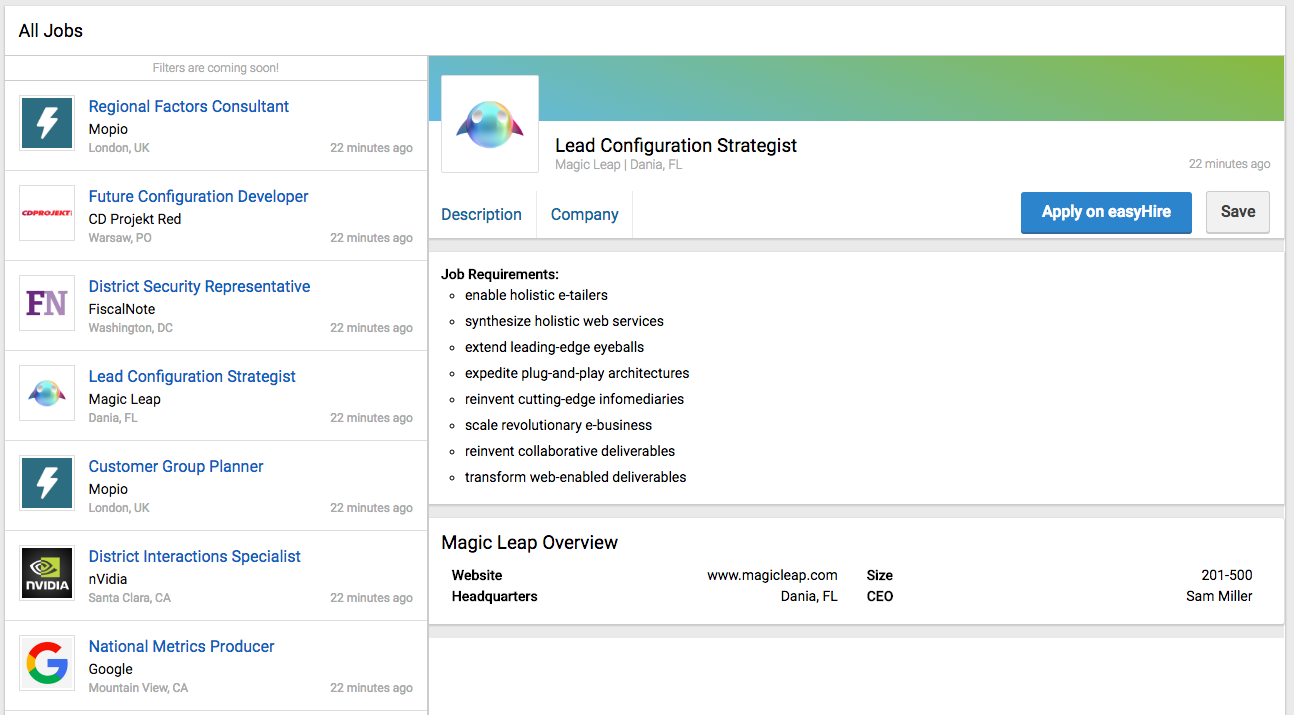 All Jobs
Filters are coming soon!
Regional Factors Consultant
Mopio
London, UK 22 minutes ago
CDPROJEKT
Future Configuration Developer
CD Projekt Red
Warsaw, PO 22 minutes ago
FN
District Security Representative
FiscalNote
Washington, DC 22 minutes ago
Lead Configuration Strategist
Magic Leap
Dania, FL 22 minutes ago
Customer Group Planner
Mopio
London, UK 22 minutes ago
NVIDIA
District Interactions Specialist
nVidia
Santa Clara, CA 22 minutes ago
G
National Metrics Producer
Google
Mountain View, CA 22 minutes ago
Lead Configuration Strategist
Magic Leap | Dania, FL 22 minutes ago
Description Company Apply on easyHire Save
Job Requirements:
enable holistic e-tailers
synthesize holistic web services
extend leading-edge eyeballs
expedite plug-and-play architectures
reinvent cutting-edge infomediaries
scale revolutionary e-business
reinvent collaborative deliverables
transform web-enabled deliverables
Magic Leap Overview
Website www.magicleap.com Size 201-500
Headquarters Dania, FL CEO Sam Miller